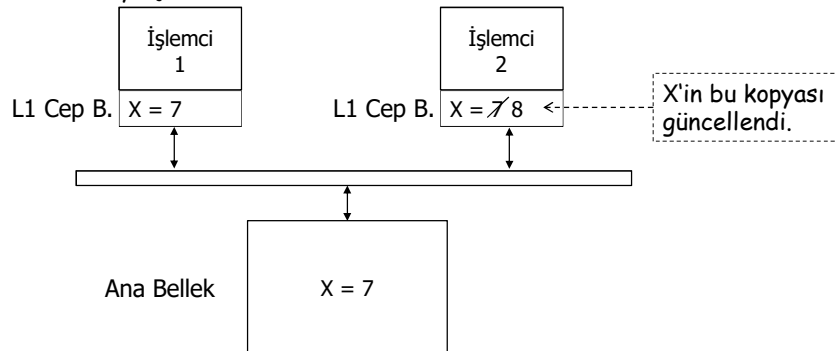 İşlemci
1
İşlemci
2
L1 Cep B.
X = 7
L1 Cep B.
X = 7 8
X'in bu kopyası
güncellendi.
Ana Bellek
X = 7